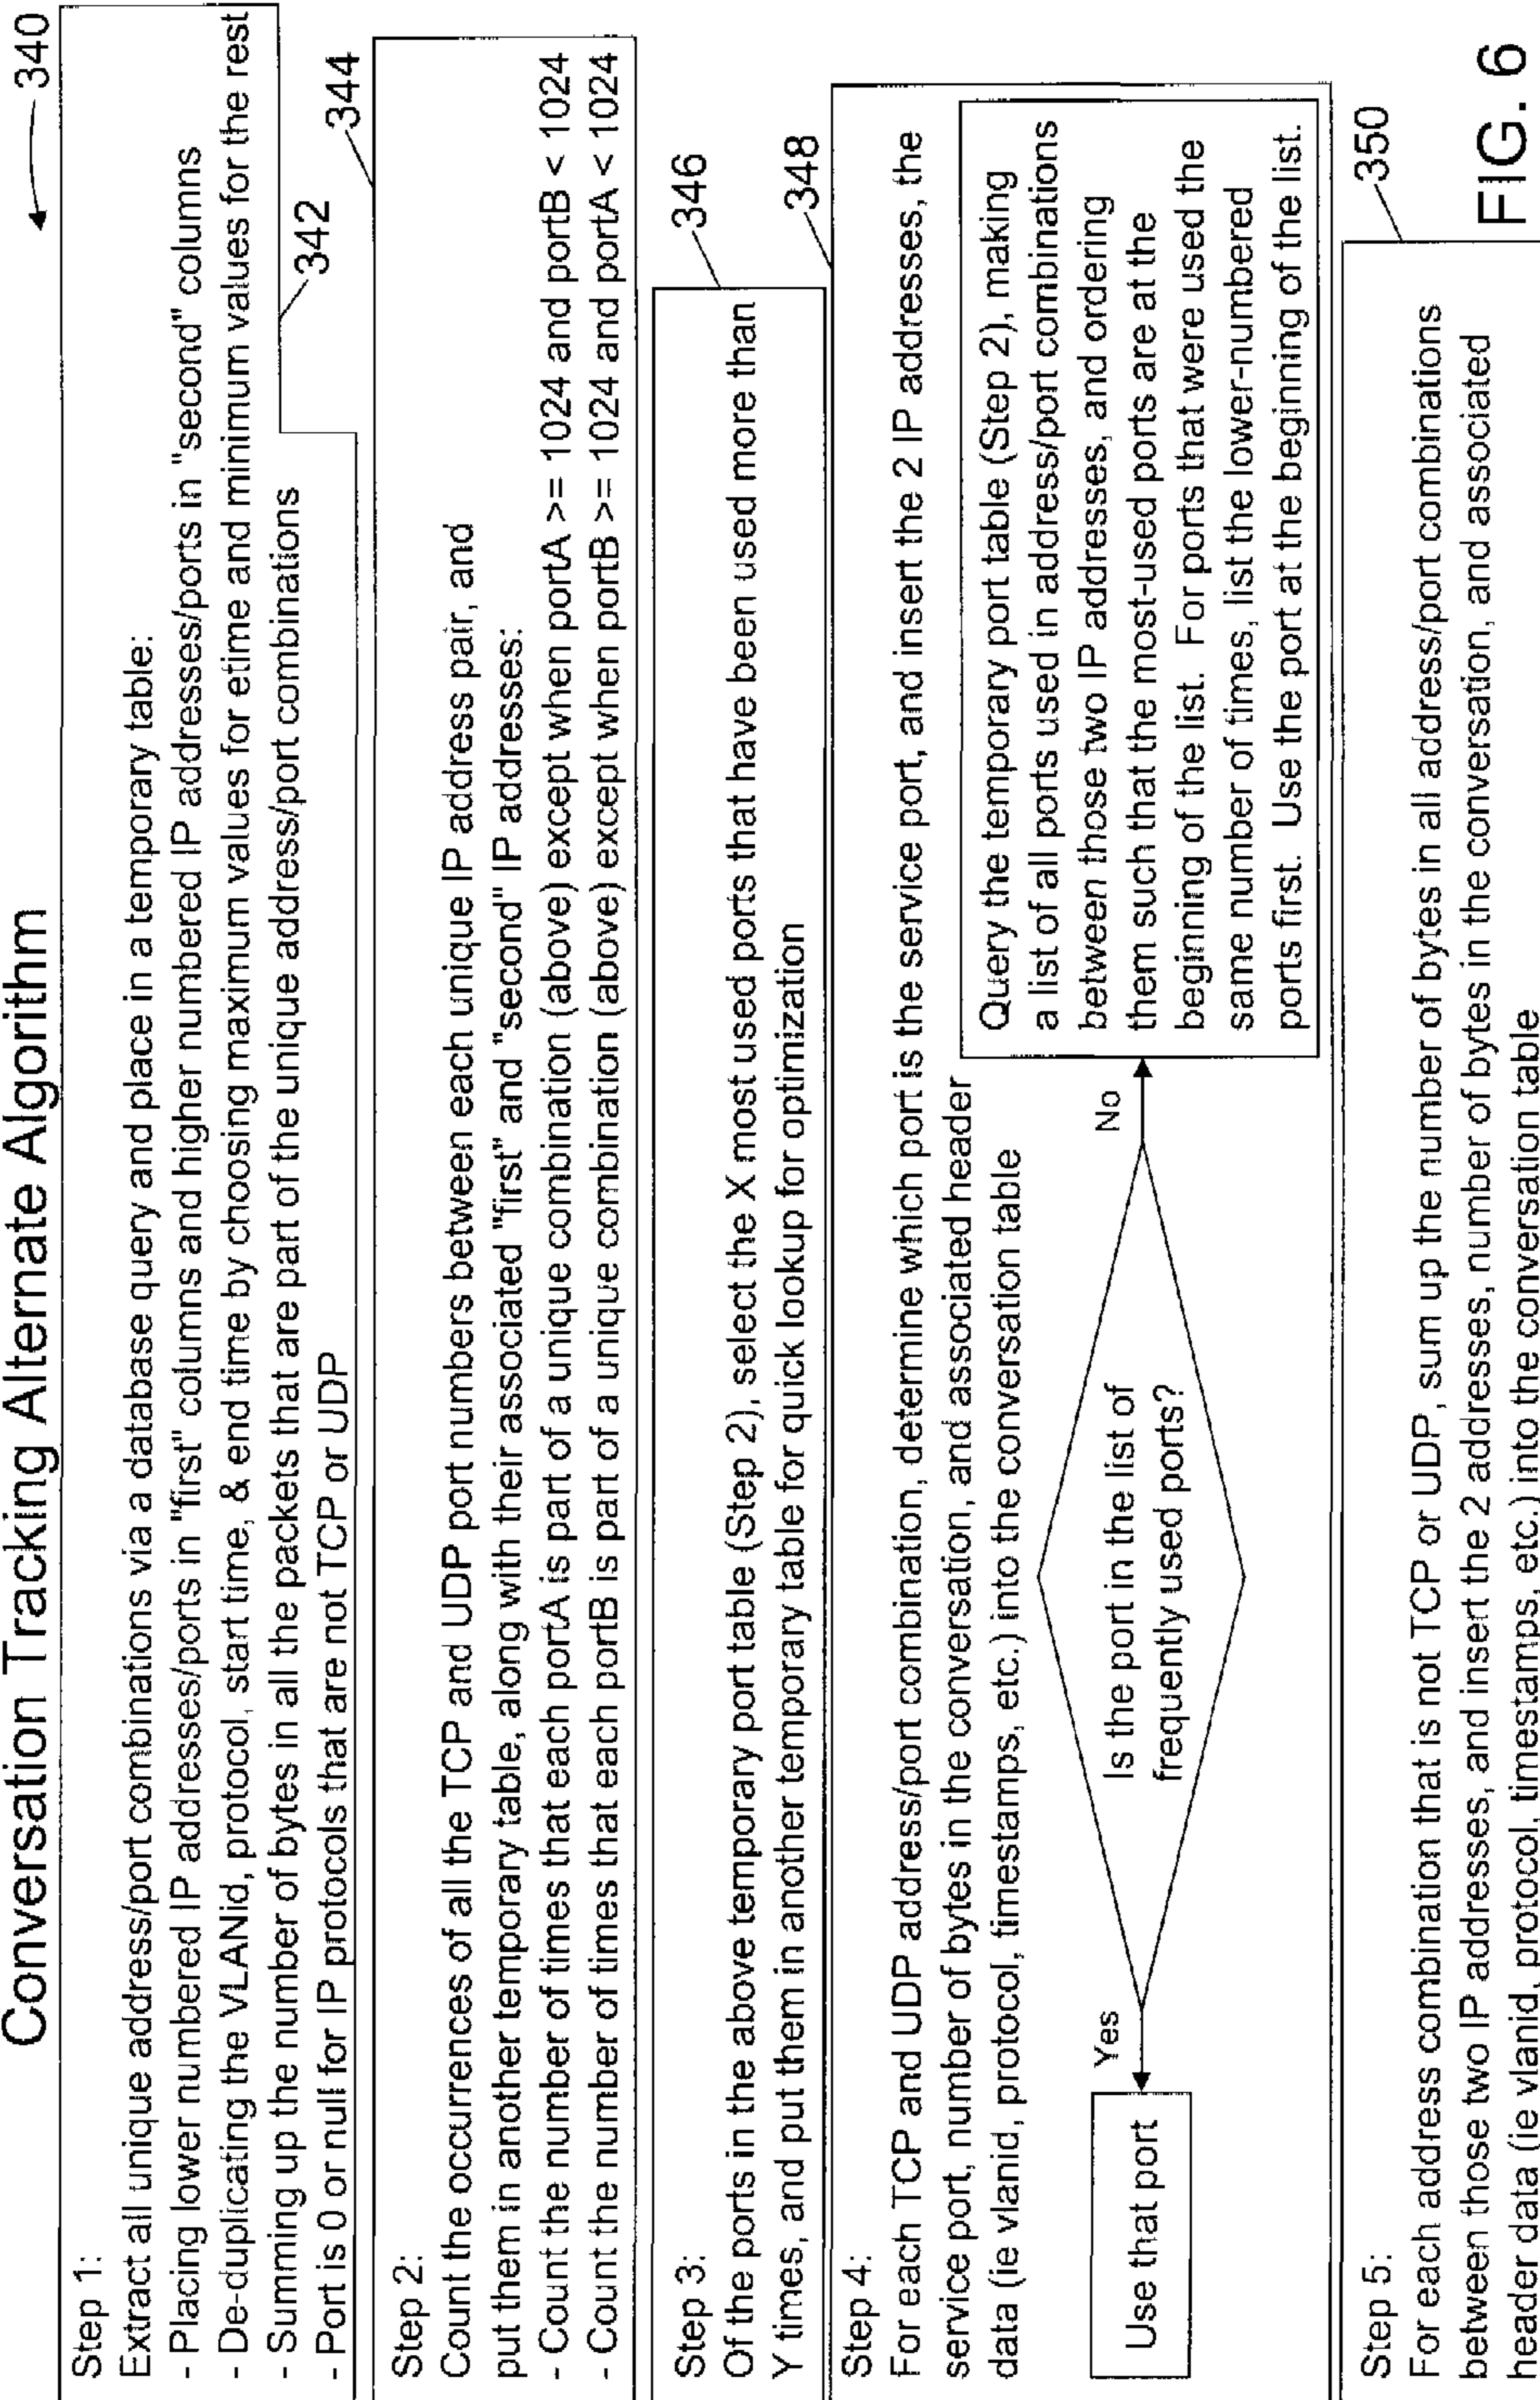 Conversation Tracking Alternate Algorithm
340
Step 1:
Extract all unique address/port combinations via a database query and place in a temporary table:
- Placing lower numbered IP addresses/ports in "first" columns and higher numbered IP addresses/ports in "second" columns
- De-duplicating the VLANid, protocol, start time, & end time by choosing maximum values for etime and minimum values for the rest
- Summing up the number of bytes in all the packets that are part of the unique address/port combinations
- Port is 0 or null for IP protocols that are not TCP or UDP
342
344
Step 2:
Count the occurrences of all the TCP and UDP port numbers between each unique IP address pair, and
put them in another temporary table, along with their associated "first" and "second" IP addresses:
- Count the number of times that each portA is part of a unique combination (above) except when portA >= 1024 and portB < 1024
- Count the number of times that each portB is part of a unique combination (above) except when portB >= 1024 and portA < 1024
346
Step 3:
Of the ports in the above temporary port table (Step 2), select the X most used ports that have been used more than
Y times, and put them in another temporary table for quick lookup for optimization
348
Step 4:
For each TCP and UDP address/port combination, determine which port is the service port, and insert the 2 IP addresses, the
service port, number of bytes in the conversation, and associated header
data (ie vlanid, protocol, timestamps, etc.) into the conversation table
Use that port
Yes
Is the port in the list of
frequently used ports?
No
Query the temporary port table (Step 2), making
a list of all ports used in address/port combinations
between those two IP addresses, and ordering
them such that the most-used ports are at the
beginning of the list. For ports that were used the
same number of times, list the lower-numbered
ports first. Use the port at the beginning of the list.
350
Step 5:
For each address combination that is not TCP or UDP, sum up the number of bytes in all address/port combinations
between those two IP addresses, and insert the 2 addresses, number of bytes in the conversation, and associated
header data (ie vlanid, protocol, timestamps, etc.) into the conversation table
FIG. 6